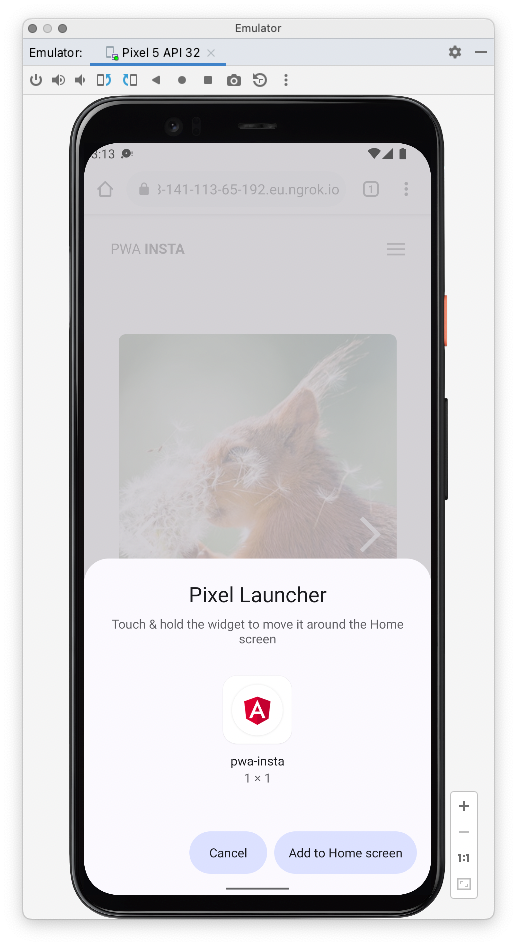 Emulator
Emulator: Pixel 5 API 32
3:13
3-141-113-65-192.eu.ngrok.io 1
PWA INSTA
Pixel Launcher
Touch & hold the widget to move it around the Home
screen
A
pwa-insta
1 × 1
Cancel Add to Home screen
1:1